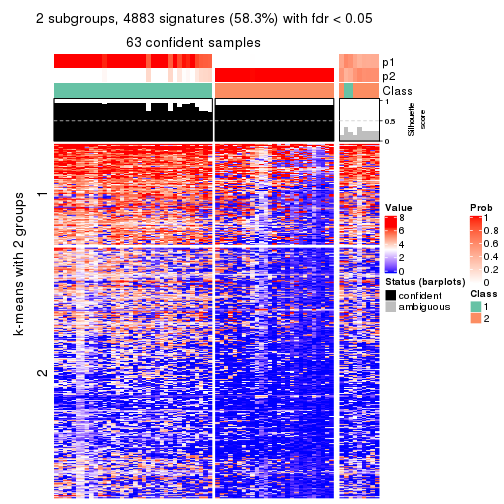 2 subgroups, 4883 signatures (58.3%) with fdr < 0.05
63 confident samples
p1
p2
Class
1
0.5
0
Silhouette
score
k-means with 2 groups
1
2
Value
8
6
4
2
0
Status (barplots)
confident
ambiguous
Prob
1
0.8
0.6
0.4
0.2
0
Class
1
2